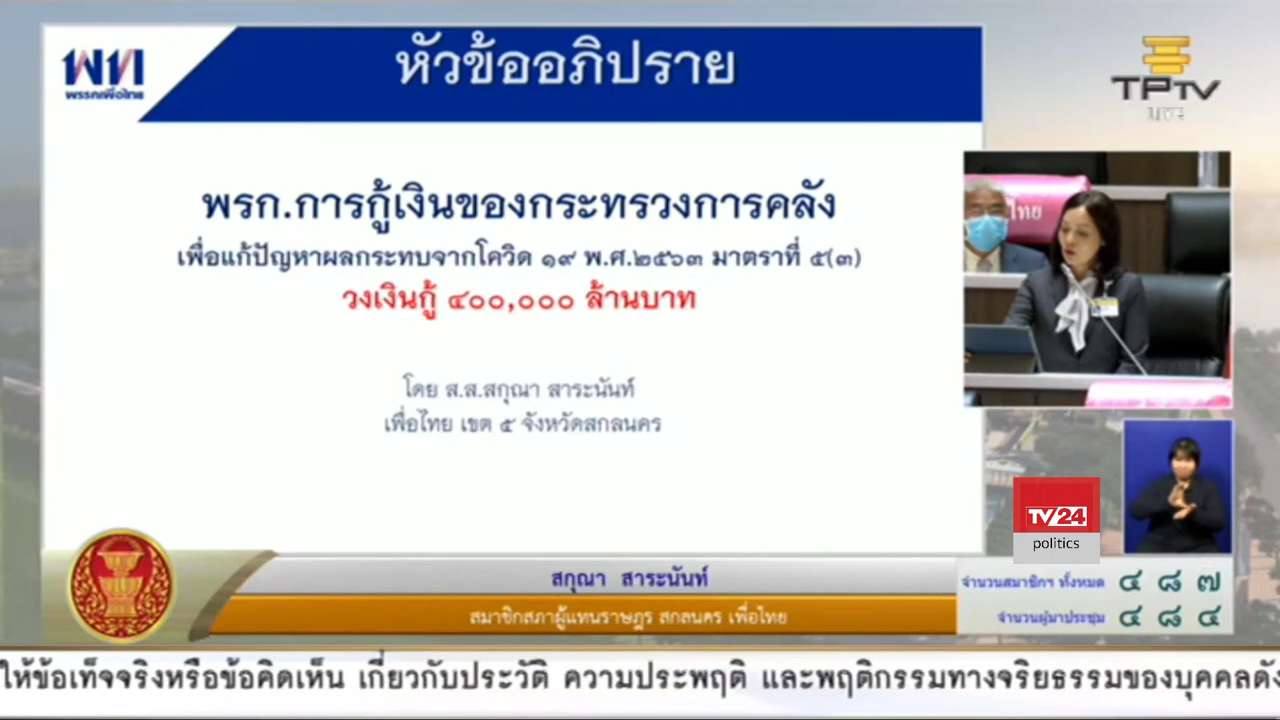 พท
พรรคเพื่อไทย
หัวข้ออภิปราย
TPTV
LIVE
พรก.การกู้เงินของกระทรวงการคลัง
เพื่อแก้ปัญหาผลกระทบจากโควิด ๑๙ พ.ศ.๒๕๖๓ มาตราที่ ๕(๓)
วงเงินกู้ ๔๐๐,๐๐๐ ล้านบาท
ไทย
โดย ส.ส.สกุณา สาระนันท์
เพื่อไทย เขต ๕ จังหวัดสกลนคร
TV/24
politics
สกุณา สาระนันท์
สมาชิกสภาผู้แทนราษฎร สกลนคร เพื่อไทย
จำนวนสมาชิกฯ ทั้งหมด ๔ ๘ ๗
จำนวนผู้มาประชุม ๔ ๘ ๔
ให้ข้อเท็จจริงหรือข้อคิดเห็น เกี่ยวกับประวัติ ความประพฤติ และพฤติกรรมทางจริยธรรมของบุคคลดัง